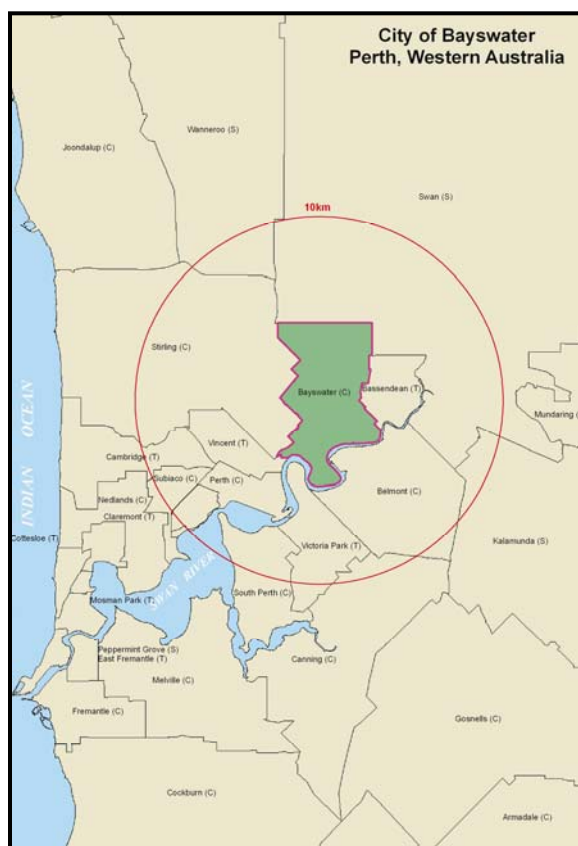 City of Bayswater
Perth, Western Australia
Wanneroo (S)
Joondalup (C)
Swan (S)
10km
Stirling (C)
Bayswater (C)
Bassendean (T)
Mundaring (
Vincent (T)
Cambridge (T)
Subiaco (C)
Perth (C)
Nedlands (C)
Belmont (C)
Claremont (T)
INDIAN OCEAN
Cottesloe (T)
Victoria Park (T)
Kalamunda (S)
SWAN RIVER
South Perth (C)
Mosman Park (T)
Peppermint Grove (S)
East Fremantle (T)
Canning (C)
Melville (C)
Fremantle (C)
Gosnells (C)
Cockburn (C)
Armadale (C)